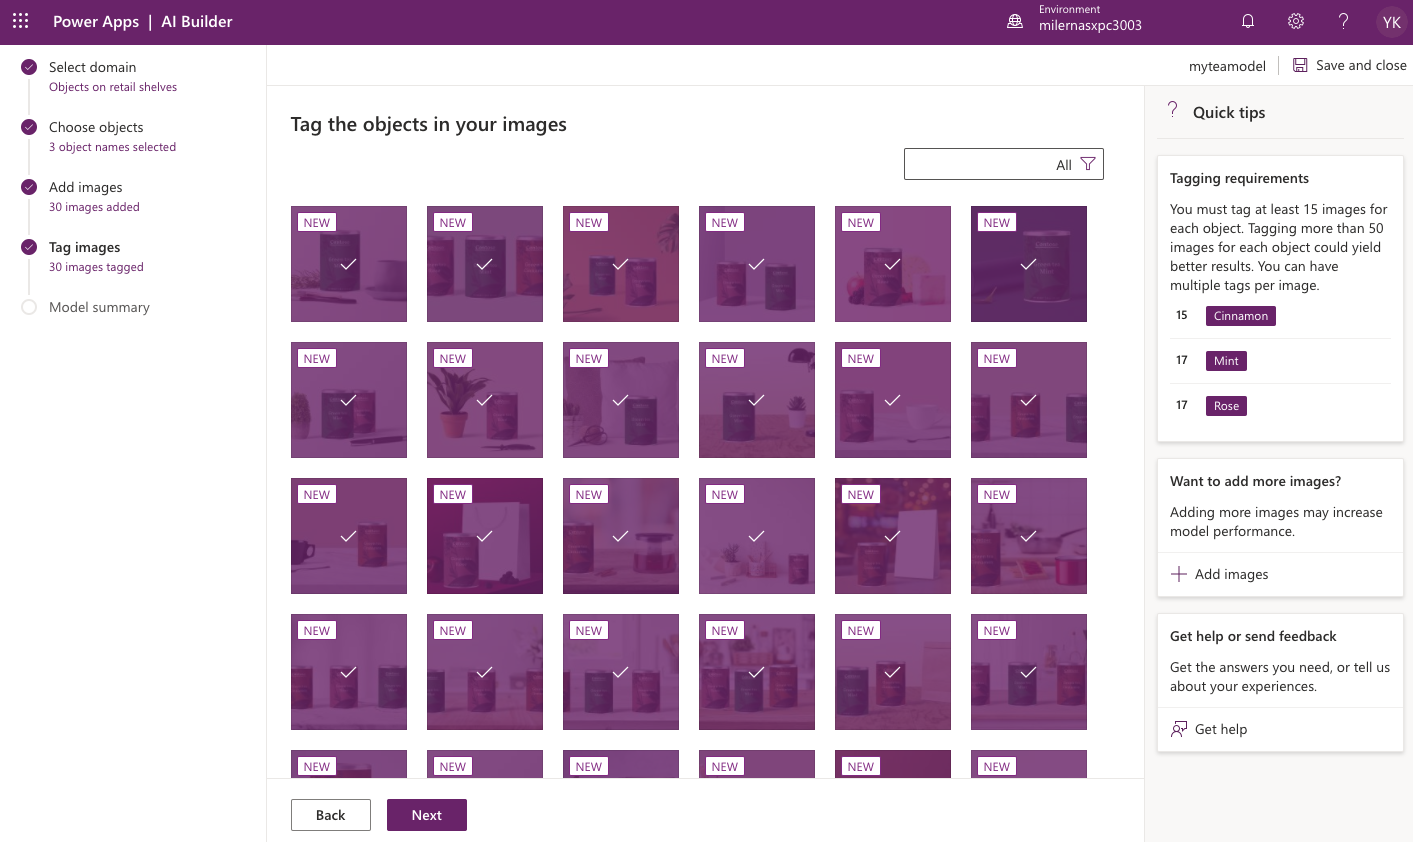 Power Apps | AI Builder
Environment
milernasxpc3003
?
YK
Select domain
Objects on retail shelves
Choose objects
3 object names selected
Add images
30 images added
Tag images
30 images tagged
Model summary
myteamodel
Save and close
Tag the objects in your images
All
NEW NEW NEW NEW NEW NEW
NEW NEW NEW NEW NEW NEW
NEW NEW NEW NEW NEW NEW
NEW NEW NEW NEW NEW NEW
NEW NEW NEW NEW NEW NEW
Back
Next
? Quick tips
Tagging requirements
You must tag at least 15 images for
each object. Tagging more than 50
images for each object could yield
better results. You can have
multiple tags per image.
15 Cinnamon
17 Mint
17 Rose
Want to add more images?
Adding more images may increase
model performance.
Add images
Get help or send feedback
Get the answers you need, or tell us
about your experiences.
Get help